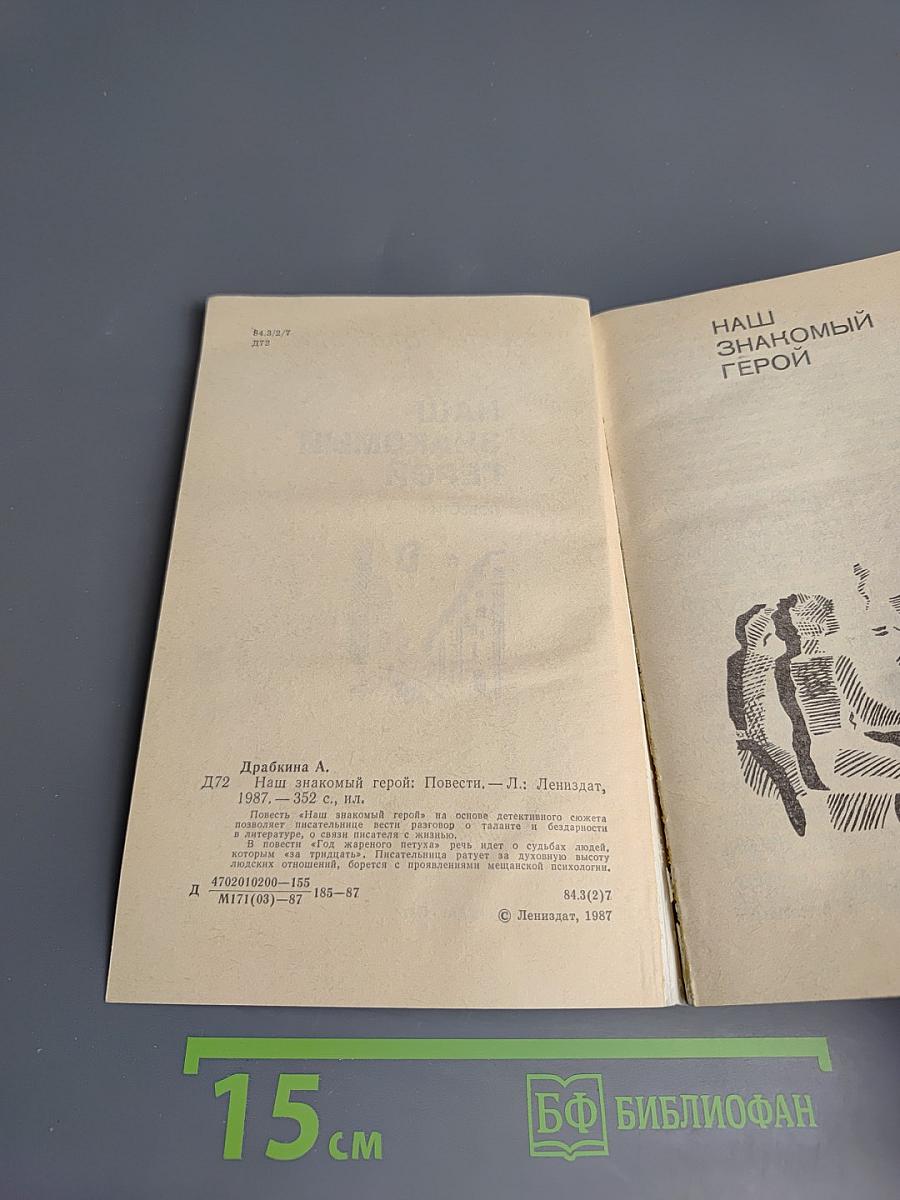 84.3/2/7
Д72
НАШ
ЗНАКОМЫЙ
ГЕРОЙ
Драбкина А.
Д72 Наш знакомый герой: Повести. — Л.: Лениздат,
1987. — 352 с., ил.
Повесть «Наш знакомый герой» на основе детективного сюжета
позволяет писательнице вести разговор о таланте и бездарности
в литературе, о связи писателя с жизнью.
В повести «Год жареного петуха» речь идет о судьбах людей,
которым «за тридцать». Писательница ратует за духовную высоту
людских отношений, борется с проявлениями мещанской психологии.
Д 4702010200—155
М171(03)—87 185—87
84.3(2)7
© Лениздат, 1987
15 см
БФ БИБЛИОФАН